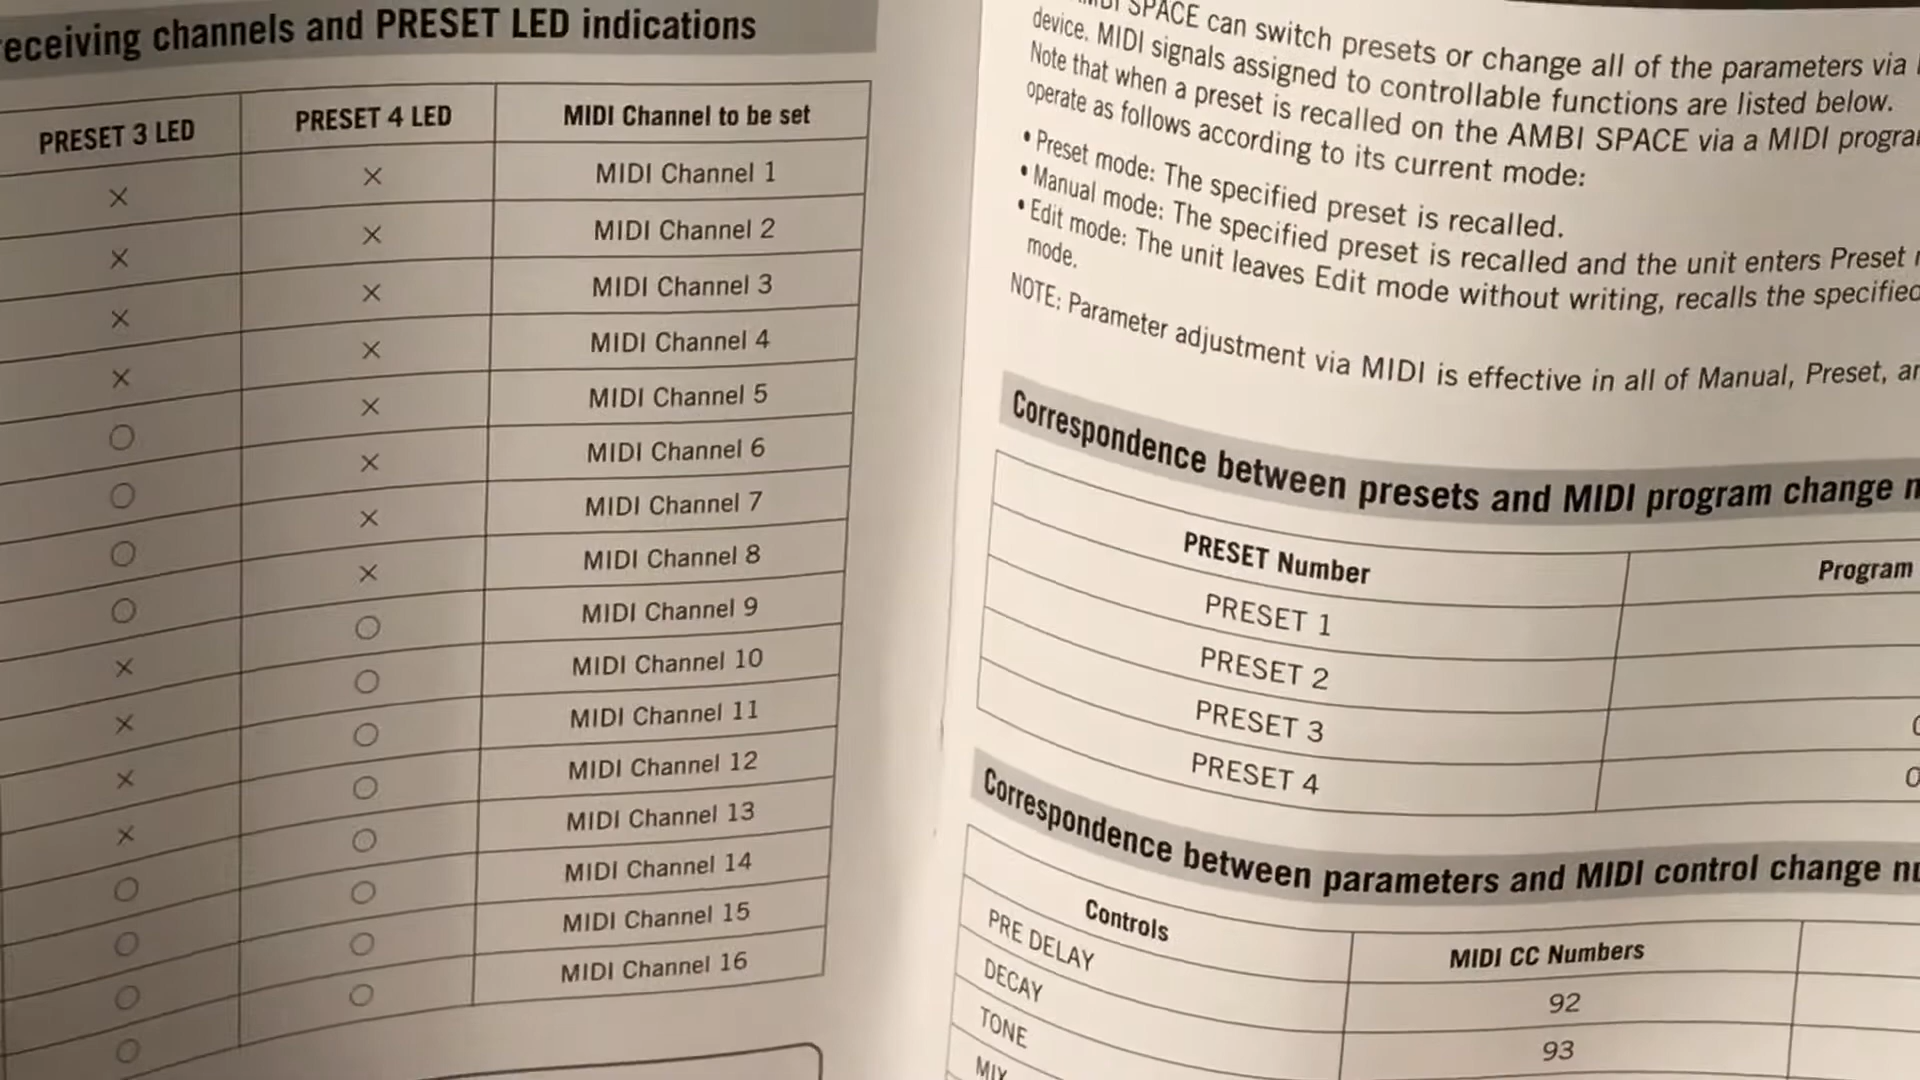 receiving channels and PRESET LED indications
PRESET 3 LED PRESET 4 LED MIDI Channel to be set
× × MIDI Channel 1
× × MIDI Channel 2
× × MIDI Channel 3
× × MIDI Channel 4
○ × MIDI Channel 5
○ × MIDI Channel 6
○ × MIDI Channel 7
○ × MIDI Channel 8
× ○ MIDI Channel 9
× ○ MIDI Channel 10
× ○ MIDI Channel 11
× ○ MIDI Channel 12
○ ○ MIDI Channel 13
○ ○ MIDI Channel 14
○ ○ MIDI Channel 15
○ ○ MIDI Channel 16
SPACE can switch presets or change all of the parameters via
device. MIDI signals assigned to controllable functions are listed below.
Note that when a preset is recalled on the AMBI SPACE via a MIDI
operate as follows according to its current mode:
• Preset mode: The specified preset is recalled.
• Manual mode: The specified preset is recalled and the unit enters Preset
• Edit mode: The unit leaves Edit mode without writing, recalls the specified
mode.
NOTE: Parameter adjustment via MIDI is effective in all of Manual, Preset,
Correspondence between presets and MIDI program change
PRESET Number Program
PRESET 1
PRESET 2
PRESET 3
PRESET 4
Correspondence between parameters and MIDI control change
Controls MIDI CC Numbers
PRE DELAY 92
DECAY 93
TONE
MIX